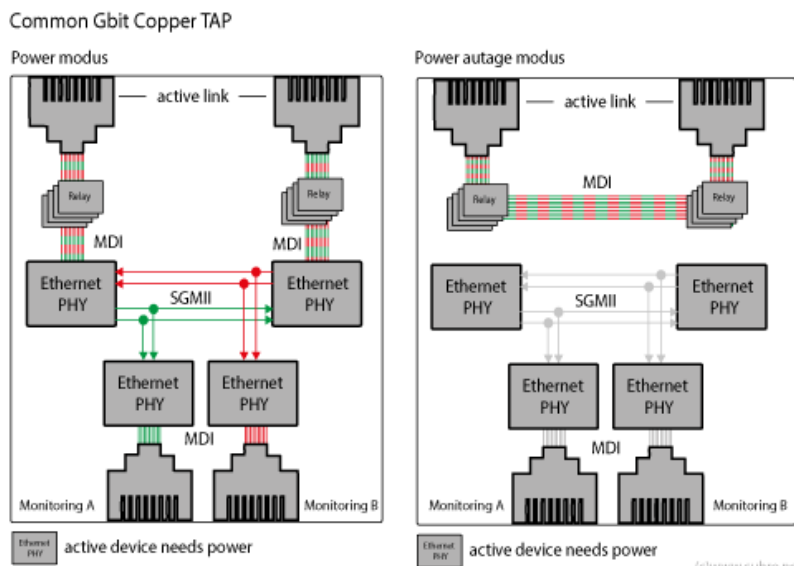 Common Gbit Copper TAP
Power modus
active link
Relay
Relay
MDI
MDI
Ethernet PHY
Ethernet PHY
SGMII
Ethernet PHY
Ethernet PHY
MDI
Monitoring A
Monitoring B
Ethernet PHY
active device needs power
Power autage modus
active link
MDI
Relay
Relay
Ethernet PHY
Ethernet PHY
SGMII
Ethernet PHY
Ethernet PHY
MDI
Monitoring A
Monitoring B
Ethernet PHY
active device needs power